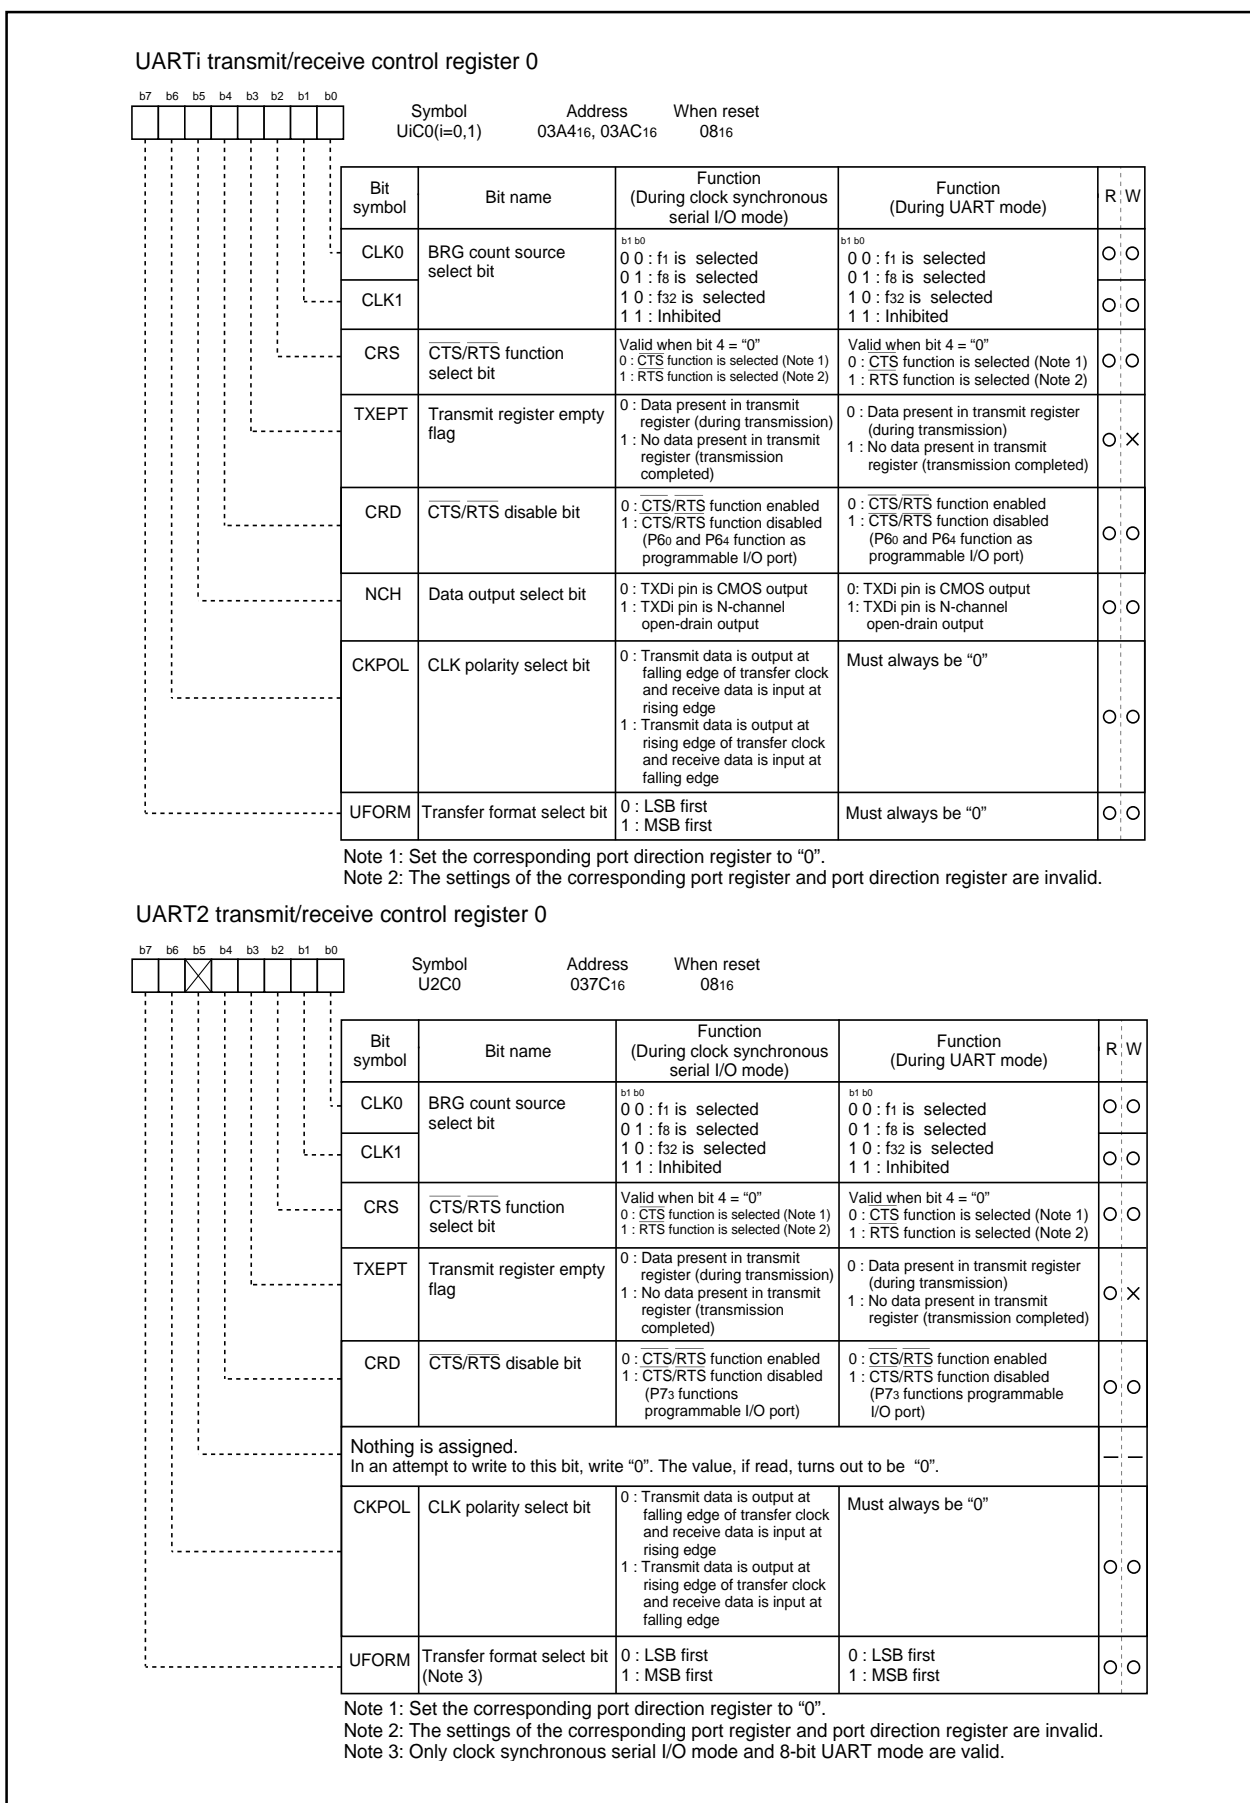 UARTi transmit/receive control register 0
b7 b6 b5 b4 b3 b2 b1 b0
Symbol Address When reset
UiC0(i=0,1) 03A416, 03AC16 0816
Bit symbol
Bit name
Function
(During clock synchronous
serial I/O mode)
Function
(During UART mode)
R W
CLK0
CLK1
BRG count source
select bit
b1 b0
0 0 : f1 is selected
0 1 : f8 is selected
1 0 : f32 is selected
1 1 : Inhibited
b1 b0
0 0 : f1 is selected
0 1 : f8 is selected
1 0 : f32 is selected
1 1 : Inhibited
CRS
CTS/RTS function
select bit
Valid when bit 4 = “0”
0 : CTS function is selected (Note 1)
1 : RTS function is selected (Note 2)
Valid when bit 4 = “0”
0 : CTS function is selected (Note 1)
1 : RTS function is selected (Note 2)
TXEPT
Transmit register empty
flag
0 : Data present in transmit
register (during transmission)
1 : No data present in transmit
register (transmission
completed)
0 : Data present in transmit register
(during transmission)
1 : No data present in transmit
register (transmission completed)
CRD
CTS/RTS disable bit
0 : CTS/RTS function enabled
1 : CTS/RTS function disabled
(P60 and P64 function as
programmable I/O port)
0 : CTS/RTS function enabled
1 : CTS/RTS function disabled
(P60 and P64 function as
programmable I/O port)
NCH
Data output select bit
0 : TXDi pin is CMOS output
1 : TXDi pin is N-channel
open-drain output
0: TXDi pin is CMOS output
1: TXDi pin is N-channel
open-drain output
CKPOL
CLK polarity select bit
0 : Transmit data is output at
falling edge of transfer clock
and receive data is input at
rising edge
1 : Transmit data is output at
rising edge of transfer clock
and receive data is input at
falling edge
Must always be “0”
UFORM
Transfer format select bit
0 : LSB first
1 : MSB first
Must always be “0”
Note 1: Set the corresponding port direction register to “0”.
Note 2: The settings of the corresponding port register and port direction register are invalid.
UART2 transmit/receive control register 0
b7 b6 b5 b4 b3 b2 b1 b0
Symbol Address When reset
U2C0 037C16 0816
Bit symbol
Bit name
Function
(During clock synchronous
serial I/O mode)
Function
(During UART mode)
R W
CLK0
CLK1
BRG count source
select bit
b1 b0
0 0 : f1 is selected
0 1 : f8 is selected
1 0 : f32 is selected
1 1 : Inhibited
b1 b0
0 0 : f1 is selected
0 1 : f8 is selected
1 0 : f32 is selected
1 1 : Inhibited
CRS
CTS/RTS function
select bit
Valid when bit 4 = “0”
0 : CTS function is selected (Note 1)
1 : RTS function is selected (Note 2)
Valid when bit 4 = “0”
0 : CTS function is selected (Note 1)
1 : RTS function is selected (Note 2)
TXEPT
Transmit register empty
flag
0 : Data present in transmit
register (during transmission)
1 : No data present in transmit
register (transmission
completed)
0 : Data present in transmit register
(during transmission)
1 : No data present in transmit
register (transmission completed)
CRD
CTS/RTS disable bit
0 : CTS/RTS function enabled
1 : CTS/RTS function disabled
(P73 functions
programmable I/O port)
0 : CTS/RTS function enabled
1 : CTS/RTS function disabled
(P73 functions programmable
I/O port)
Nothing is assigned.
In an attempt to write to this bit, write “0”. The value, if read, turns out to be “0”.
CKPOL
CLK polarity select bit
0 : Transmit data is output at
falling edge of transfer clock
and receive data is input at
rising edge
1 : Transmit data is output at
rising edge of transfer clock
and receive data is input at
falling edge
Must always be “0”
UFORM
Transfer format select bit
(Note 3)
0 : LSB first
1 : MSB first
0 : LSB first
1 : MSB first
Note 1: Set the corresponding port direction register to “0”.
Note 2: The settings of the corresponding port register and port direction register are invalid.
Note 3: Only clock synchronous serial I/O mode and 8-bit UART mode are valid.